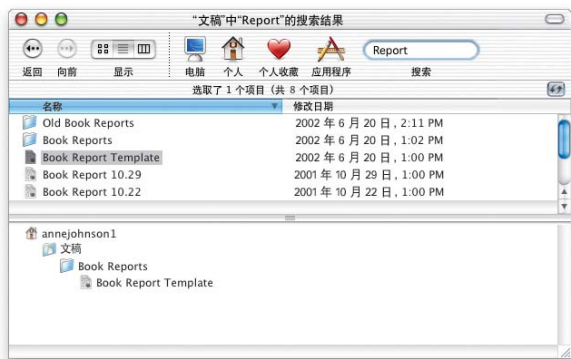 “文稿”中“Report”的搜索结果
Report
返回 向前 显示 电脑 个人 个人收藏 应用程序 搜索
选取了 1 个项目 (共 8 个项目)
名称 修改日期
Old Book Reports 2002 年 6 月 20 日 , 2:11 PM
Book Reports 2002 年 6 月 20 日 , 1:02 PM
Book Report Template 2002 年 6 月 20 日 , 1:00 PM
Book Report 10.29 2001 年 10 月 29 日 , 1:00 PM
Book Report 10.22 2001 年 10 月 22 日 , 1:00 PM
annejohnson1
文稿
Book Reports
Book Report Template